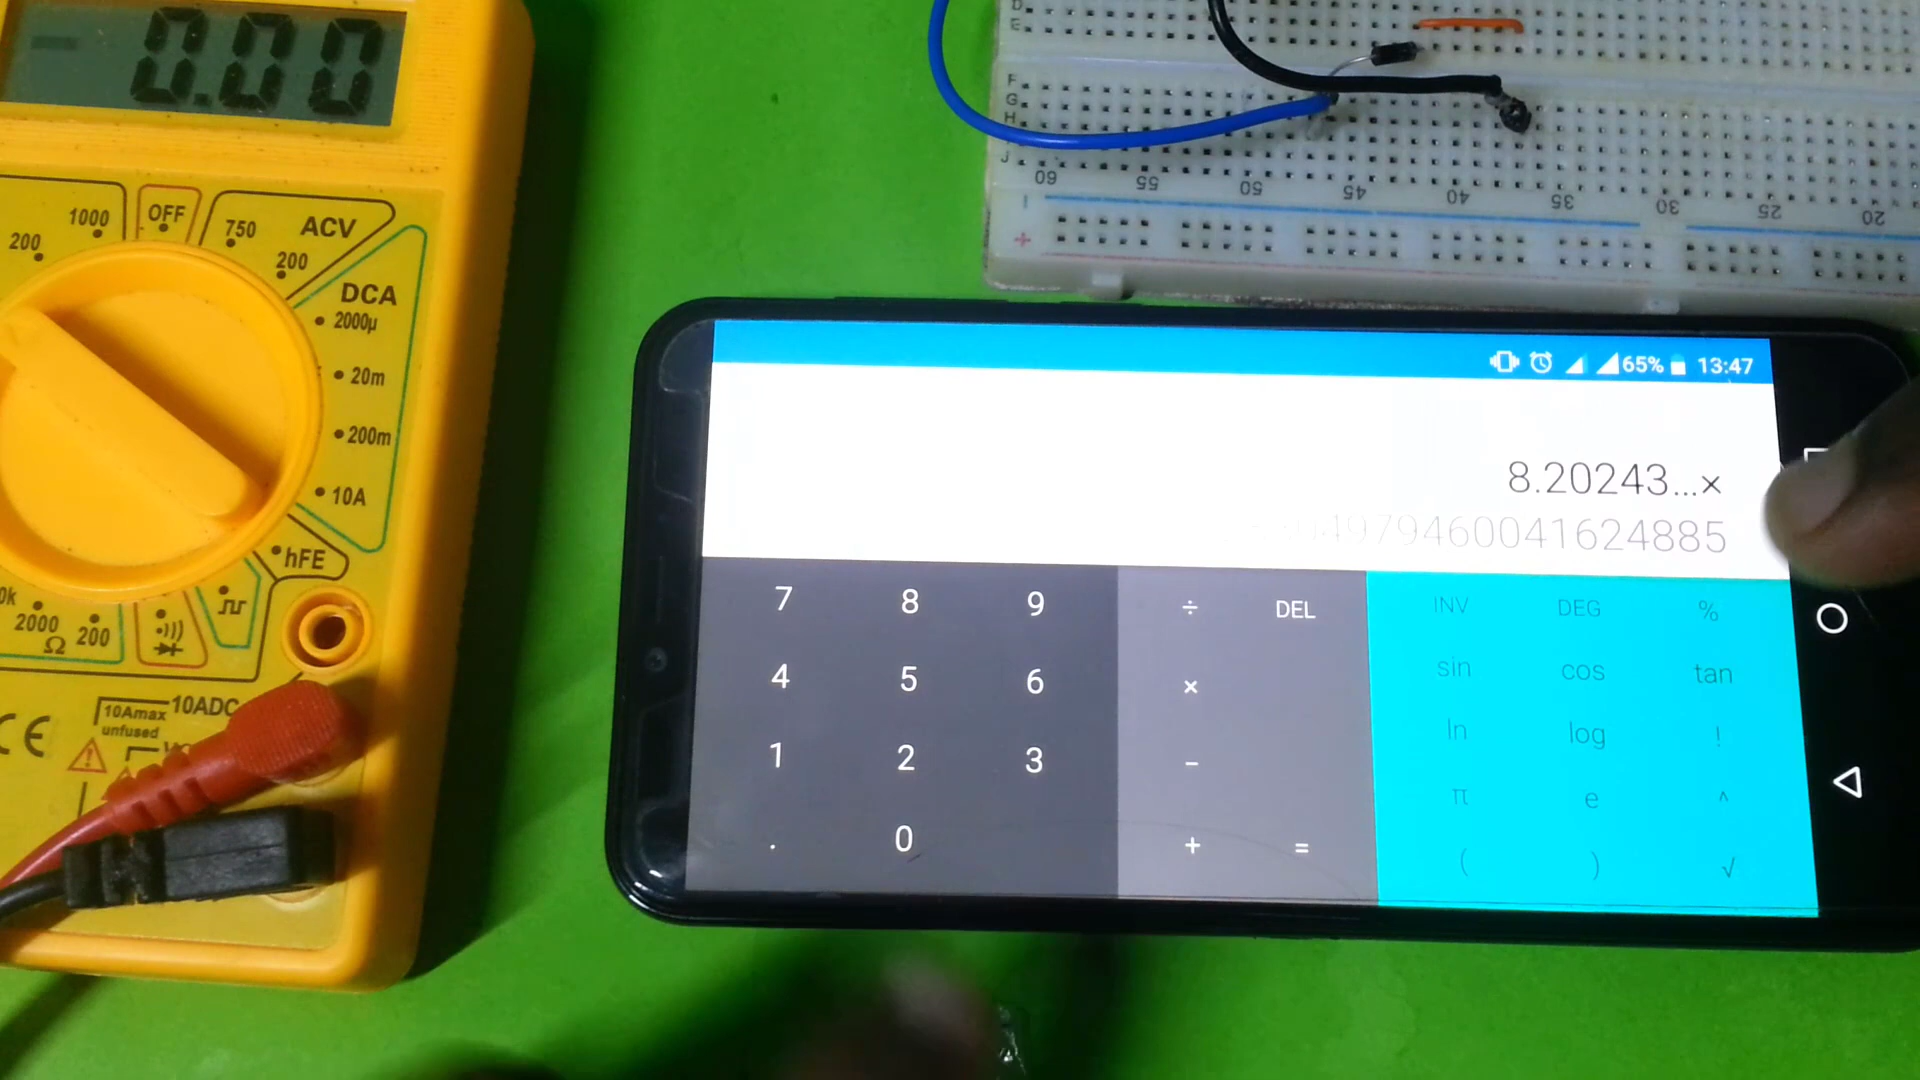 - 0.00
1000
OFF
750
ACV
200
200
DCA
2000µ
20m
200m
10A
hFE
2000
Ω
200
CE
10Amax
unfused
10ADC
D
E
F
G
H
J
60
55
50
45
40
35
30
25
20
+
65% 13:47
8.20243...×
4979460041624885
7 8 9 ÷ DEL INV DEG %
4 5 6 × sin cos tan
1 2 3 − ln log !
π e ^
. 0 + = ( ) √